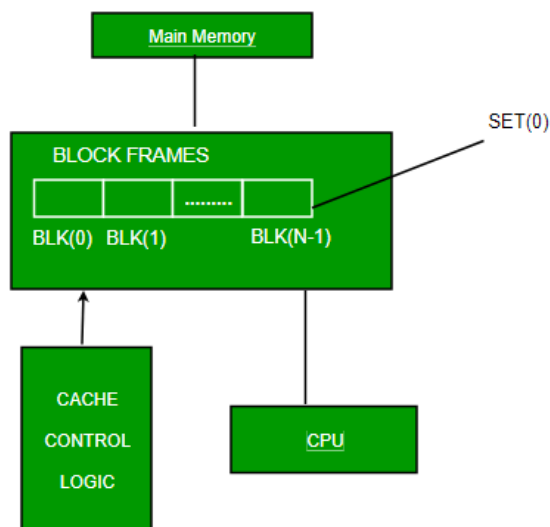 Main Memory
SET(0)
BLOCK FRAMES
.........
BLK(0) BLK(1) BLK(N-1)
CACHE
CONTROL
LOGIC
CPU